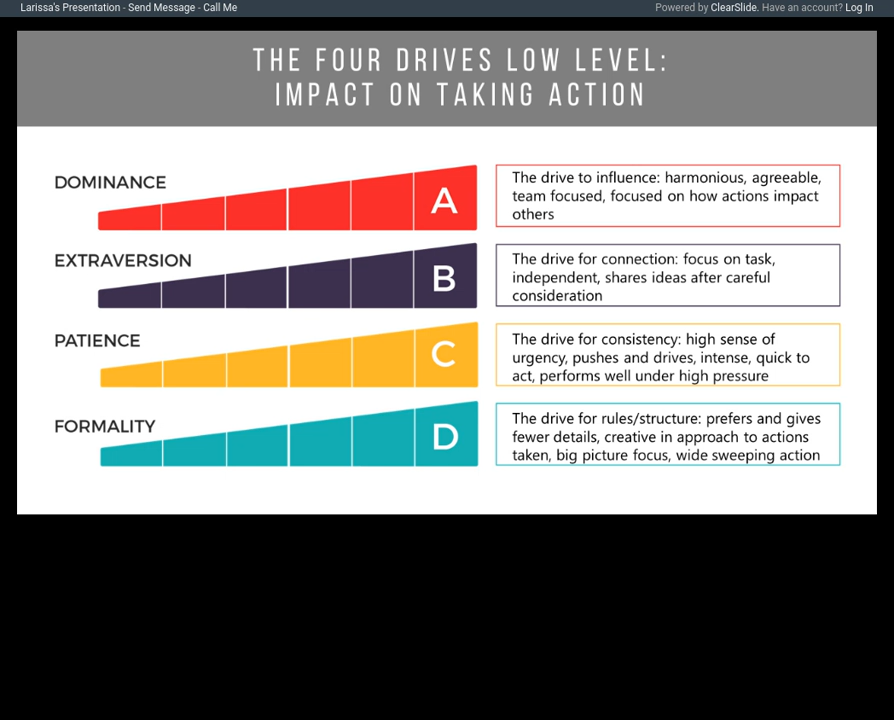 Larissa's Presentation - Send Message - Call Me
Powered by ClearSlide. Have an account? Log In
THE FOUR DRIVES LOW LEVEL:
IMPACT ON TAKING ACTION
DOMINANCE
A
The drive to influence: harmonious, agreeable,
team focused, focused on how actions impact
others
EXTRAVERSION
B
The drive for connection: focus on task,
independent, shares ideas after careful
consideration
PATIENCE
C
The drive for consistency: high sense of
urgency, pushes and drives, intense, quick to
act, performs well under high pressure
FORMALITY
D
The drive for rules/structure: prefers and gives
fewer details, creative in approach to actions
taken, big picture focus, wide sweeping action